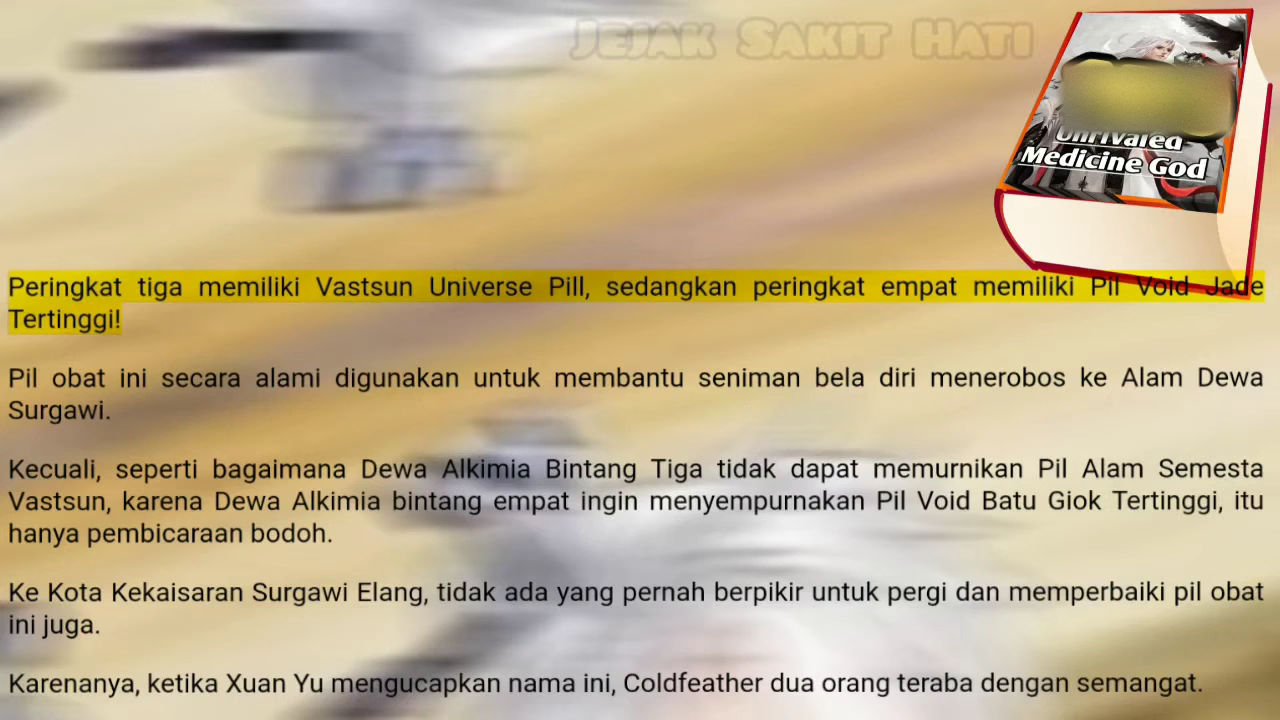 Jejak Sakit Hati
Unrivaled
Medicine God
Peringkat tiga memiliki Vastsun Universe Pill, sedangkan peringkat empat memiliki Pil Void Jade
Tertinggi!
Pil obat ini secara alami digunakan untuk membantu seniman bela diri menerobos ke Alam Dewa
Surgawi.
Kecuali, seperti bagaimana Dewa Alkimia Bintang Tiga tidak dapat memurnikan Pil Alam Semesta
Vastsun, karena Dewa Alkimia bintang empat ingin menyempurnakan Pil Void Batu Giok Tertinggi, itu
hanya pembicaraan bodoh.
Ke Kota Kekaisaran Surgawi Elang, tidak ada yang pernah berpikir untuk pergi dan memperbaiki pil obat
ini juga.
Karenanya, ketika Xuan Yu mengucapkan nama ini, Coldfeather dua orang teraba dengan semangat.